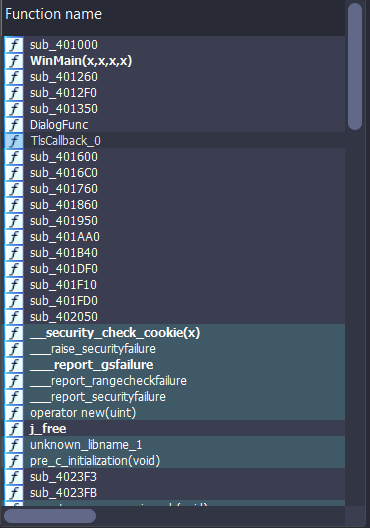 Function name
f sub_401000
f WinMain(x,x,x,x)
f sub_401260
f sub_4012F0
f sub_401350
f DialogFunc
f TlsCallback_0
f sub_401600
f sub_4016C0
f sub_401760
f sub_401860
f sub_401950
f sub_401AA0
f sub_401B40
f sub_401DF0
f sub_401F10
f sub_401FD0
f sub_402050
f __security_check_cookie(x)
f ___raise_securityfailure
f ___report_gsfailure
f ___report_rangecheckfailure
f ___report_securityfailure
f operator new(uint)
f j_free
f unknown_libname_1
f pre_c_initialization(void)
f sub_4023F3
f sub_4023FB